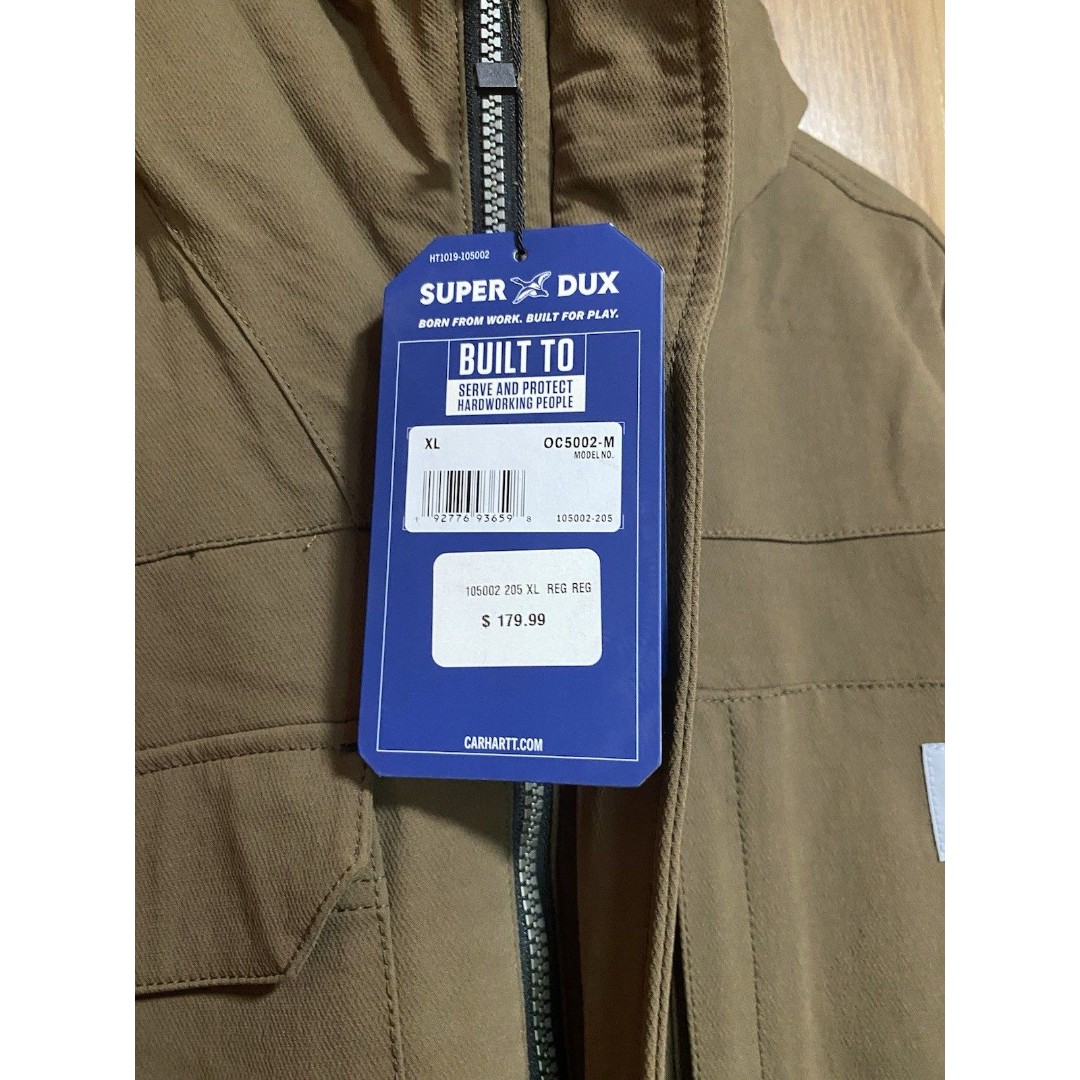 HT1019-105002
SUPER DUX
BORN FROM WORK. BUILT FOR PLAY.
BUILT TO
SERVE AND PROTECT
HARDWORKING PEOPLE
XL OC5002-M
MODEL NO.
1 92776 93659 8 105002-205
105002 205 XL REG REG
$ 179.99
CARHARTT.COM